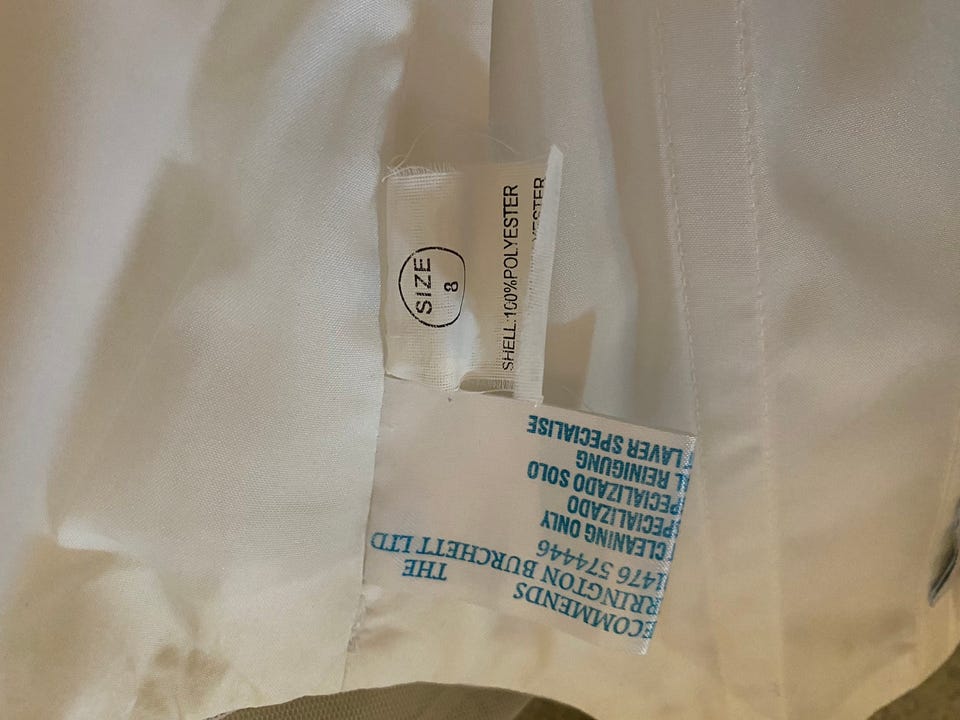 SIZE
8
SHELL:100%POLYESTER
YESTER
ECOMMENDS THE
RRINGTON BURCHETT LTD
1476 574446
CLEANING ONLY
PECIALIZADO
PECIALIZADO SOLO
L REINIGUNG
LAVER SPECIALISE